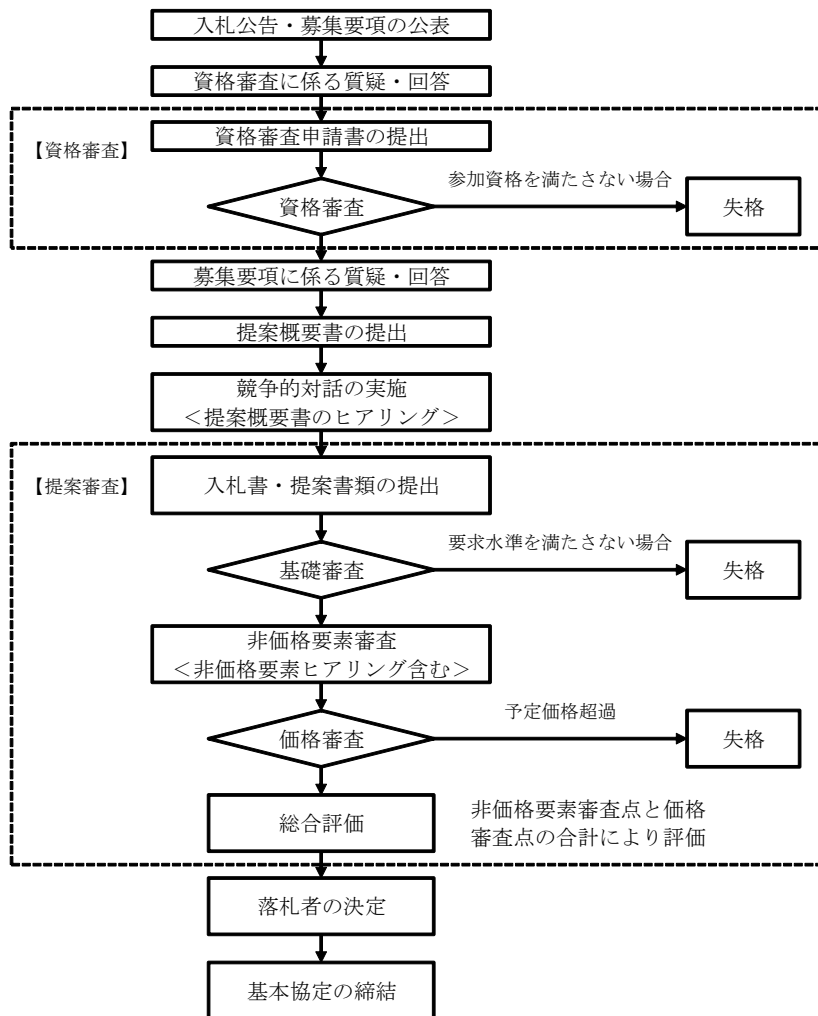 入札公告・募集要項の公表
資格審査に係る質疑・回答
資格審査申請書の提出
【資格審査】
参加資格を満たさない場合
資格審査
失格
募集要項に係る質疑・回答
提案概要書の提出
競争的対話の実施
＜提案概要書のヒアリング＞
【提案審査】
入札書・提案書類の提出
要求水準を満たさない場合
基礎審査
失格
非価格要素審査
＜非価格要素ヒアリング含む＞
予定価格超過
価格審査
失格
総合評価
非価格要素審査点と価格
審査点の合計により評価
落札者の決定
基本協定の締結